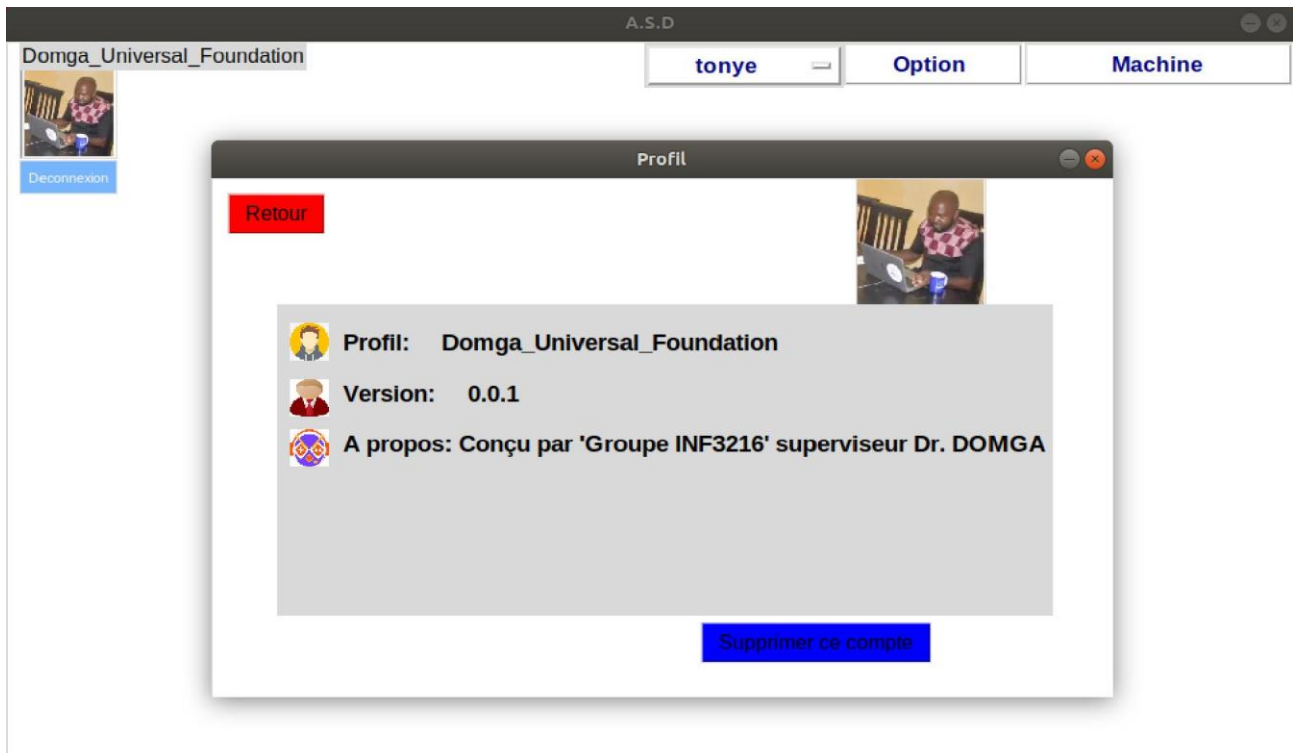 A.S.D
Domga_Universal_Foundation
tonye
Option
Machine
Deconnexion
Profil
Retour
Profil: Domga_Universal_Foundation
Version: 0.0.1
A propos: Conçu par 'Groupe INF3216' superviseur Dr. DOMGA
Supprimer ce compte